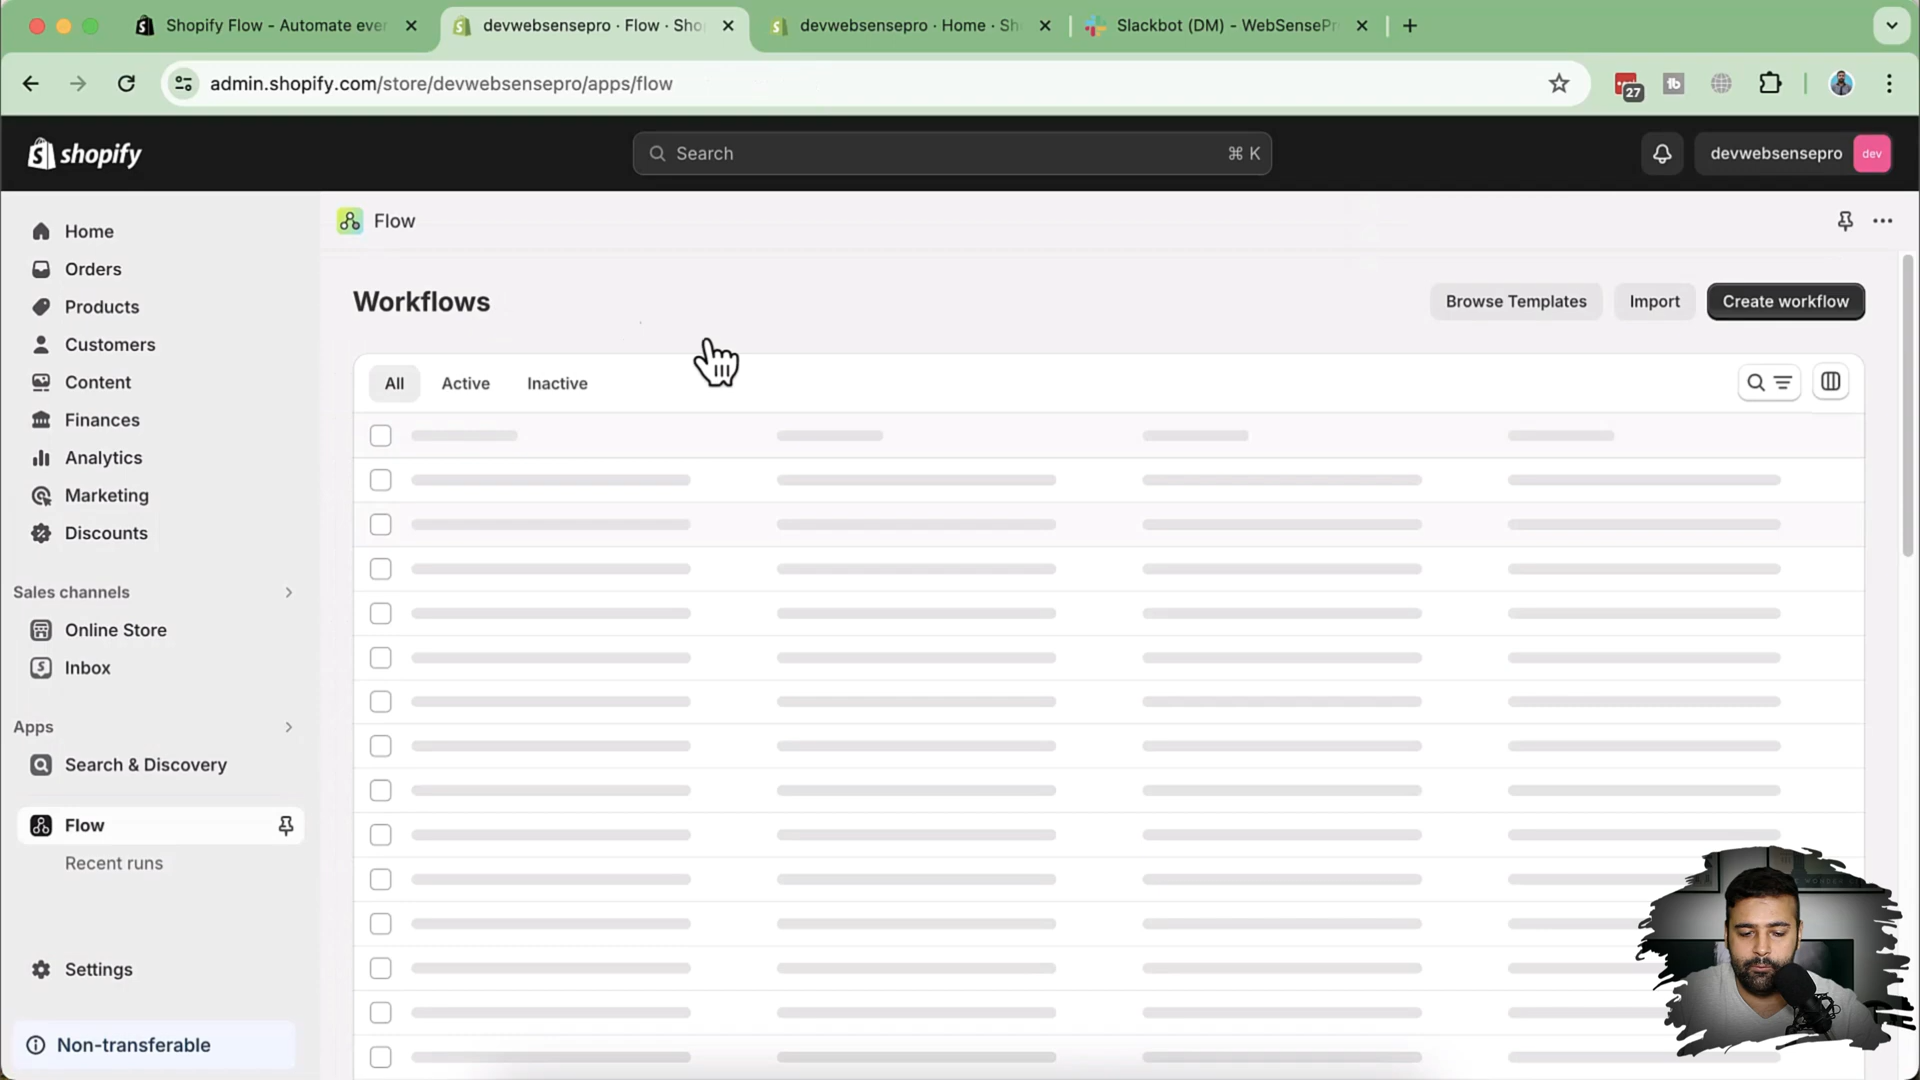 Shopify Flow - Automate ever
devwebsensepro · Flow · Sho
devwebsensepro · Home · Sh
Slackbot (DM) - WebSensePr
admin.shopify.com/store/devwebsensepro/apps/flow
27
tb
shopify
Search
⌘ K
devwebsensepro
dev
Home
Orders
Products
Customers
Content
Finances
Analytics
Marketing
Discounts
Sales channels
Online Store
Inbox
Apps
Search & Discovery
Flow
Recent runs
Settings
Non-transferable
Flow
Workflows
Browse Templates
Import
Create workflow
All
Active
Inactive